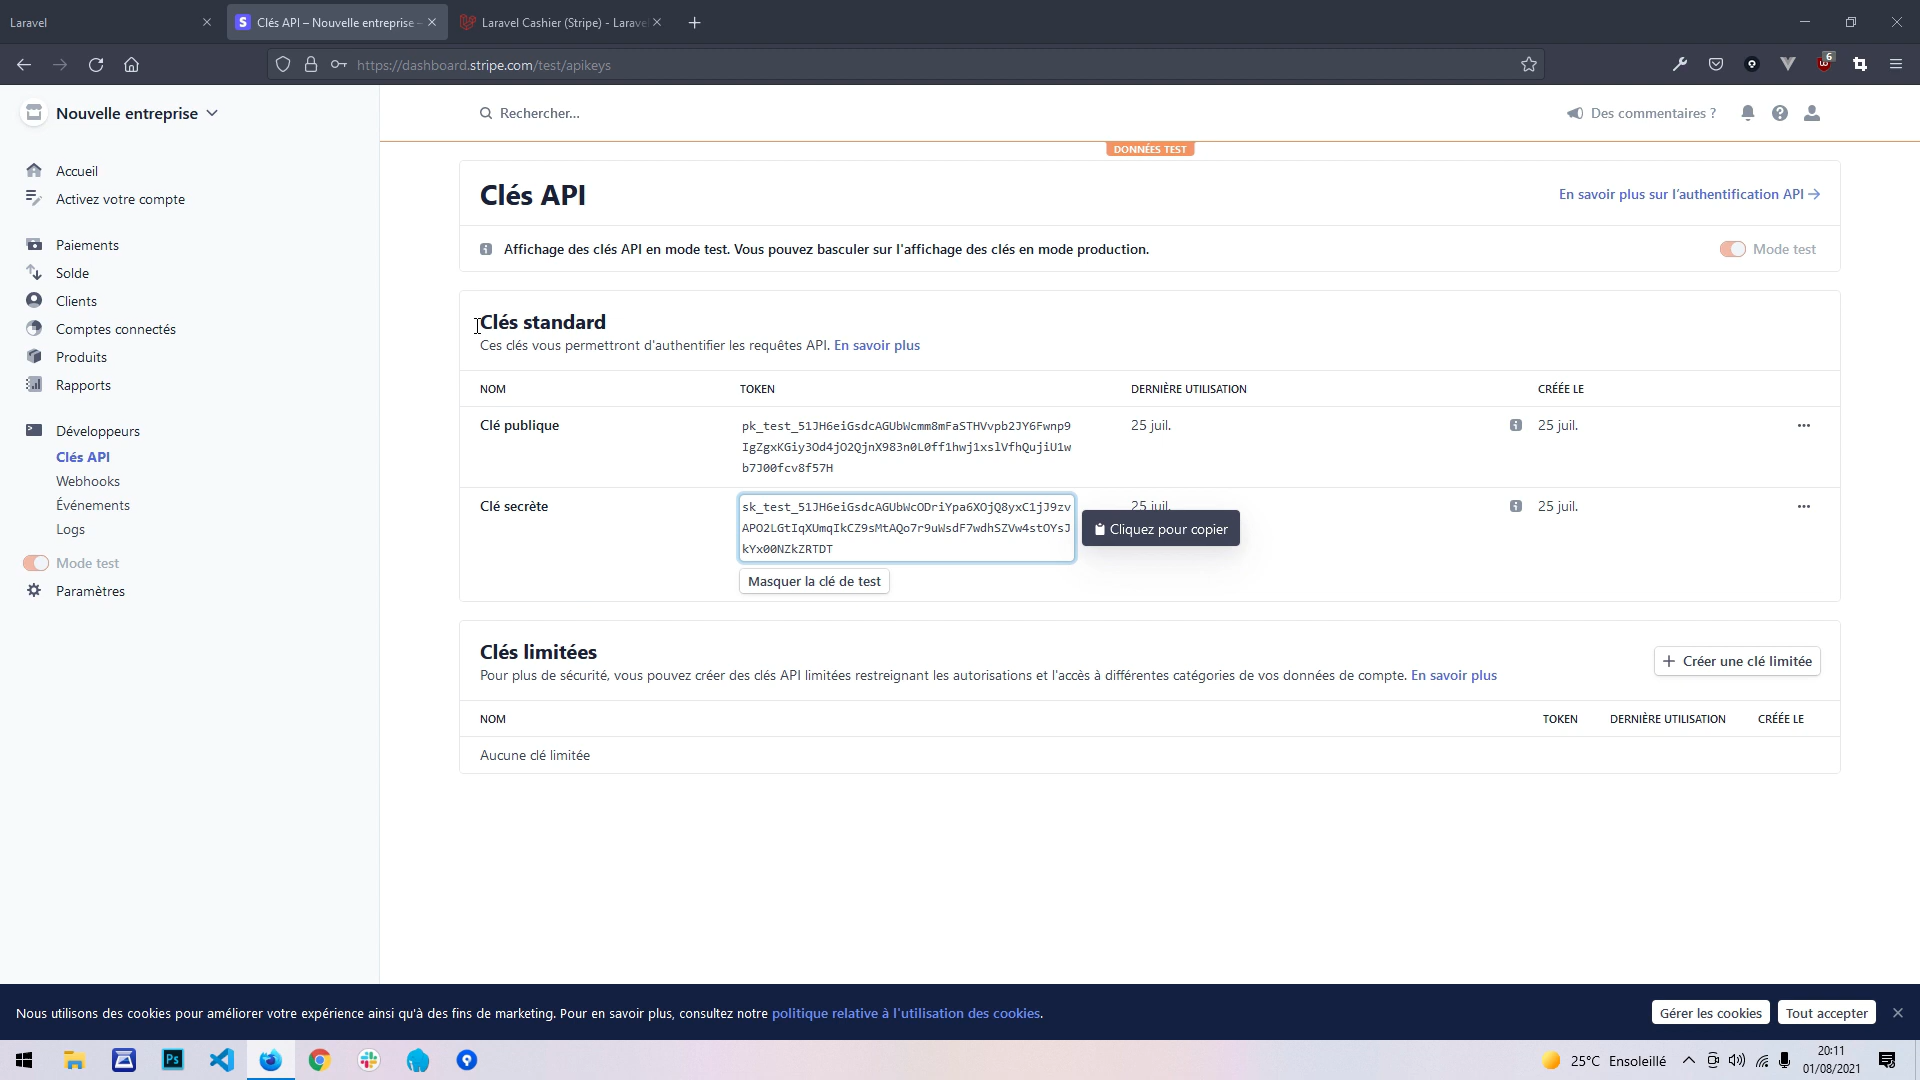 Laravel
Clés API – Nouvelle entreprise –
Laravel Cashier (Stripe) - Larave
https://dashboard.stripe.com/test/apikeys
6
Nouvelle entreprise
Rechercher...
Des commentaires ?
DONNÉES TEST
Accueil
Activez votre compte
Paiements
Solde
Clients
Comptes connectés
Produits
Rapports
Développeurs
Clés API
Webhooks
Événements
Logs
Mode test
Paramètres
Clés API
En savoir plus sur l'authentification API
Affichage des clés API en mode test. Vous pouvez basculer sur l'affichage des clés en mode production.
Mode test
Clés standard
Ces clés vous permettront d'authentifier les requêtes API. En savoir plus
NOM TOKEN DERNIÈRE UTILISATION CRÉÉE LE
Clé publique
25 juil.
25 juil.
Clé secrète
25 juil.
25 juil.
Cliquez pour copier
Masquer la clé de test
Clés limitées
Pour plus de sécurité, vous pouvez créer des clés API limitées restreignant les autorisations et l'accès à différentes catégories de vos données de compte. En savoir plus
Créer une clé limitée
NOM TOKEN DERNIÈRE UTILISATION CRÉÉE LE
Aucune clé limitée
Nous utilisons des cookies pour améliorer votre expérience ainsi qu'à des fins de marketing. Pour en savoir plus, consultez notre politique relative à l'utilisation des cookies.
Gérer les cookies
Tout accepter
Ps
25°C Ensoleillé
20:11
01/08/2021